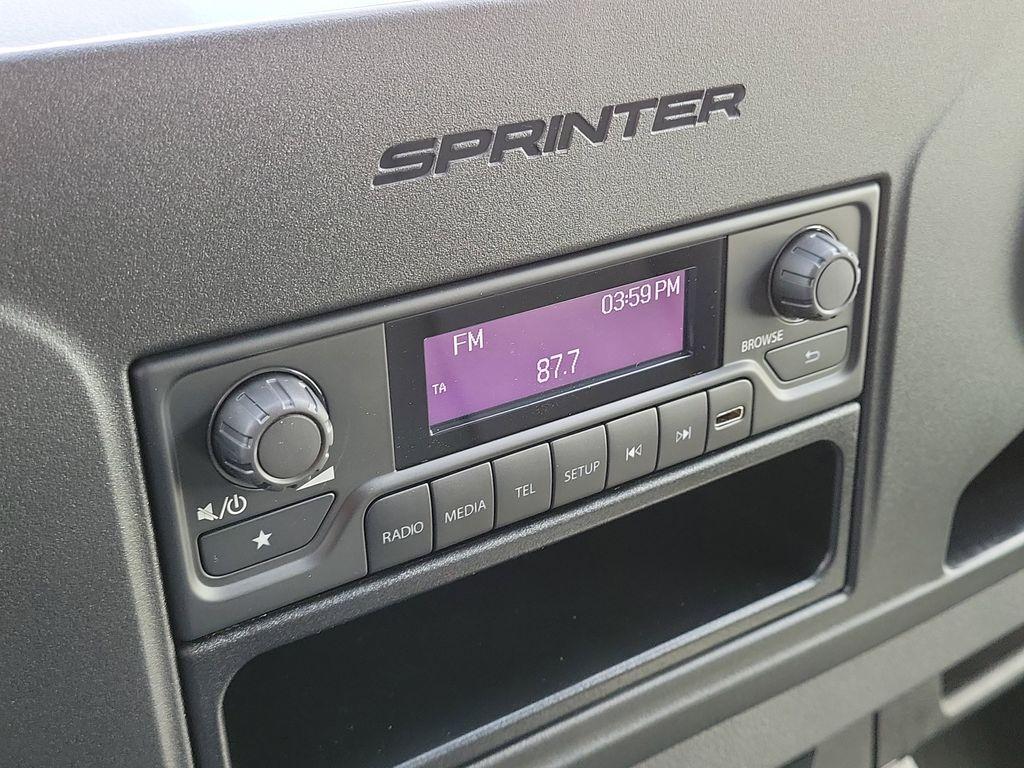 SPRINTER
03:59 PM
FM
TA
87.7
BROWSE
RADIO
MEDIA
TEL
SETUP